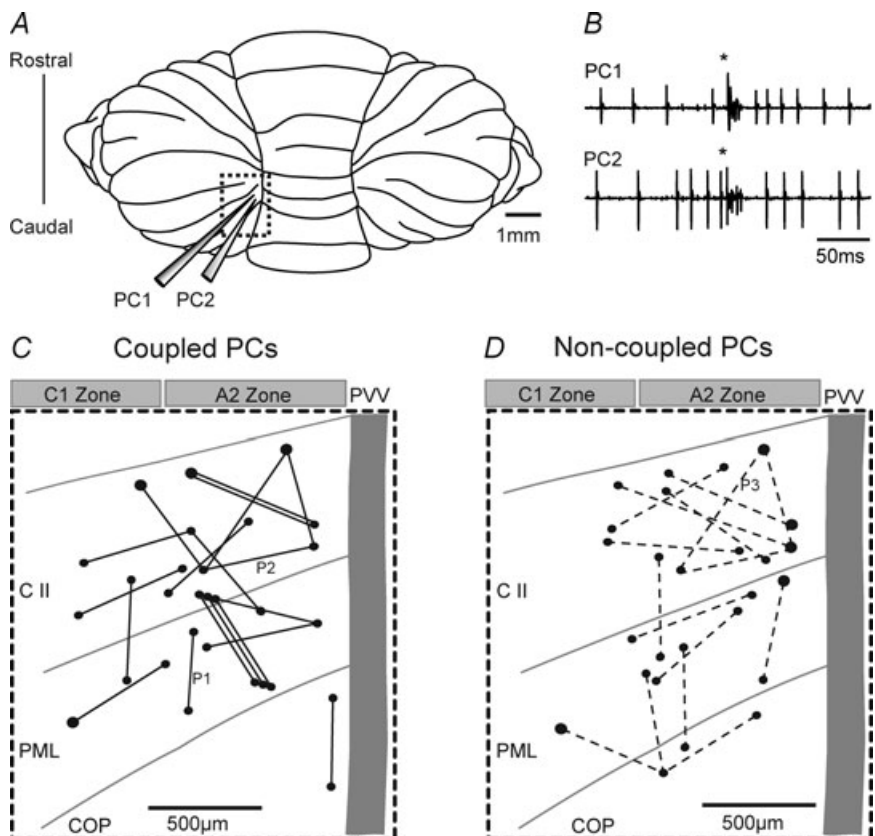 A
Rostral
Caudal
PC1 PC2
1mm
B
*
PC1
*
PC2
50ms
C Coupled PCs
C1 Zone A2 Zone PVV
P2
C II
P1
PML
COP
500µm
D Non-coupled PCs
C1 Zone A2 Zone PVV
P3
C II
PML
COP
500µm